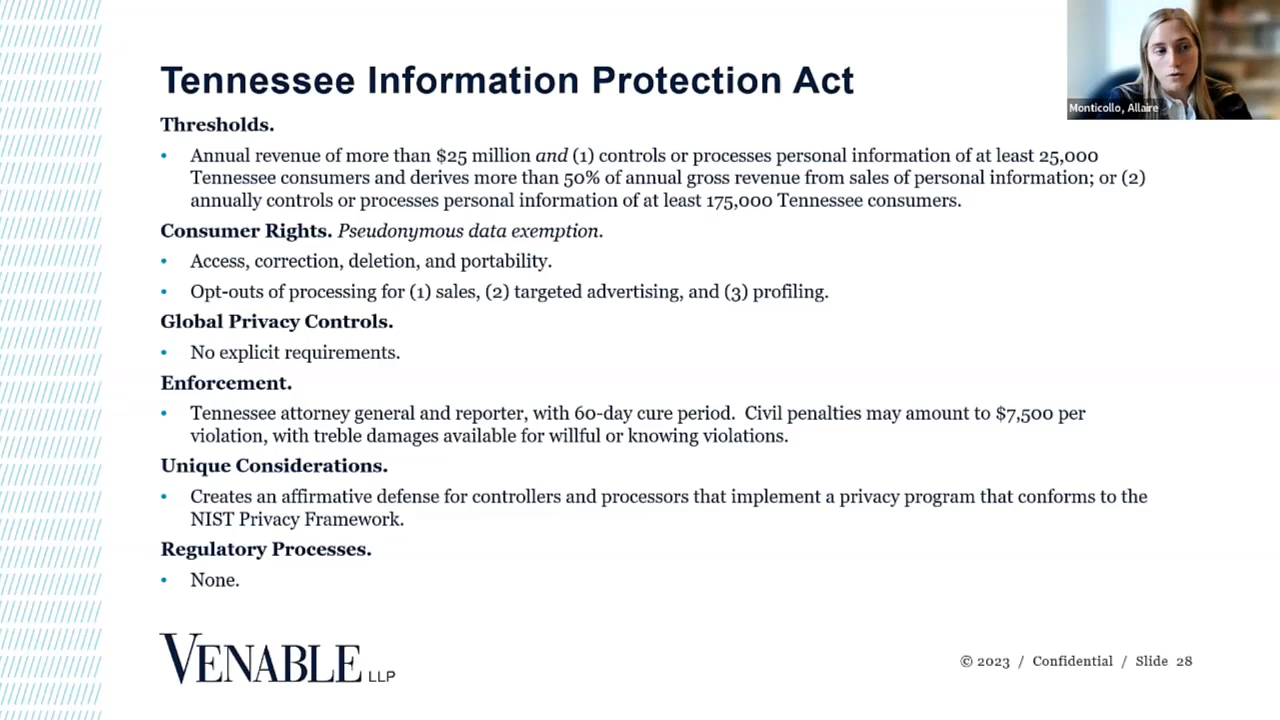 Tennessee Information Protection Act
Monticollo, Allaire
Thresholds.
• Annual revenue of more than $25 million and (1) controls or processes personal information of at least 25,000
Tennessee consumers and derives more than 50% of annual gross revenue from sales of personal information; or (2)
annually controls or processes personal information of at least 175,000 Tennessee consumers.
Consumer Rights. Pseudonymous data exemption.
• Access, correction, deletion, and portability.
• Opt-outs of processing for (1) sales, (2) targeted advertising, and (3) profiling.
Global Privacy Controls.
• No explicit requirements.
Enforcement.
• Tennessee attorney general and reporter, with 60-day cure period.  Civil penalties may amount to $7,500 per
violation, with treble damages available for willful or knowing violations.
Unique Considerations.
• Creates an affirmative defense for controllers and processors that implement a privacy program that conforms to the
NIST Privacy Framework.
Regulatory Processes.
• None.
VENABLE LLP
© 2023 / Confidential / Slide 28